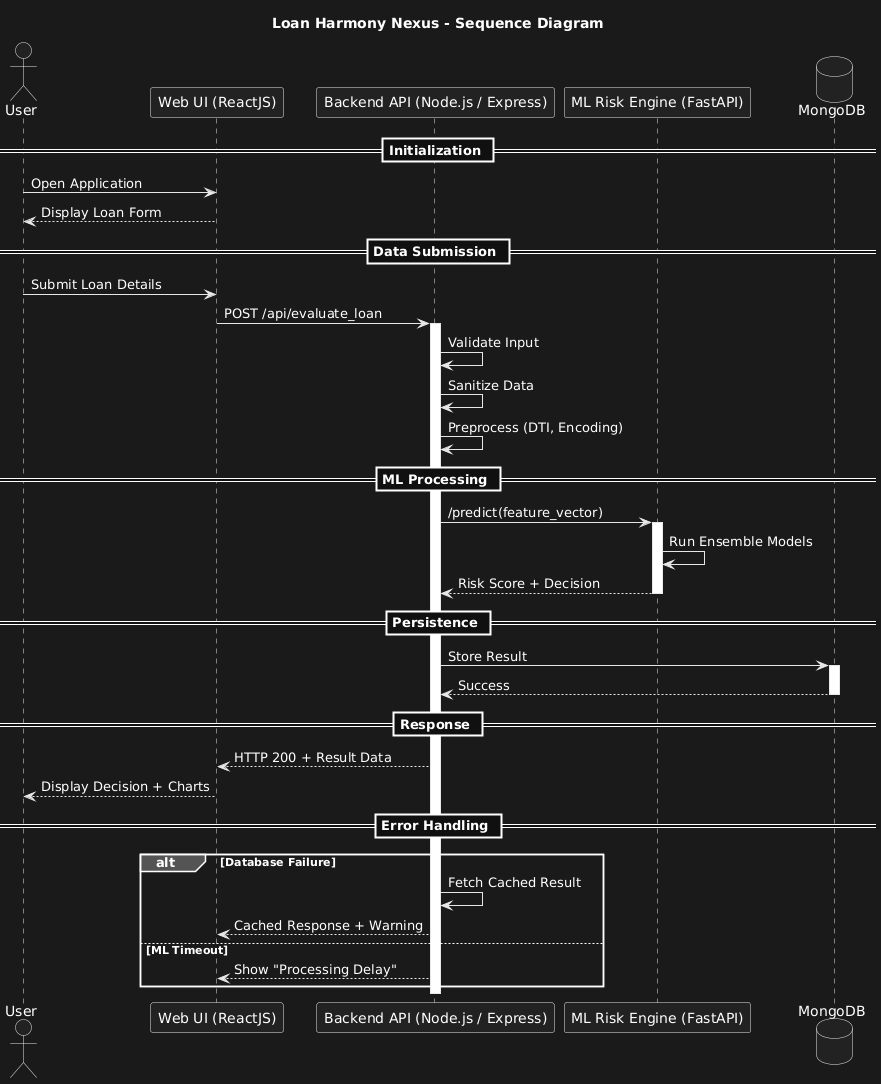 Loan Harmony Nexus - Sequence Diagram
User
Web UI (ReactJS)
Backend API (Node.js / Express)
ML Risk Engine (FastAPI)
MongoDB
Initialization
Open Application
Display Loan Form
Data Submission
Submit Loan Details
POST /api/evaluate_loan
Validate Input
Sanitize Data
Preprocess (DTI, Encoding)
ML Processing
/predict(feature_vector)
Run Ensemble Models
Risk Score + Decision
Persistence
Store Result
Success
Response
HTTP 200 + Result Data
Display Decision + Charts
Error Handling
alt
[Database Failure]
Fetch Cached Result
Cached Response + Warning
[ML Timeout]
Show "Processing Delay"
User
Web UI (ReactJS)
Backend API (Node.js / Express)
ML Risk Engine (FastAPI)
MongoDB